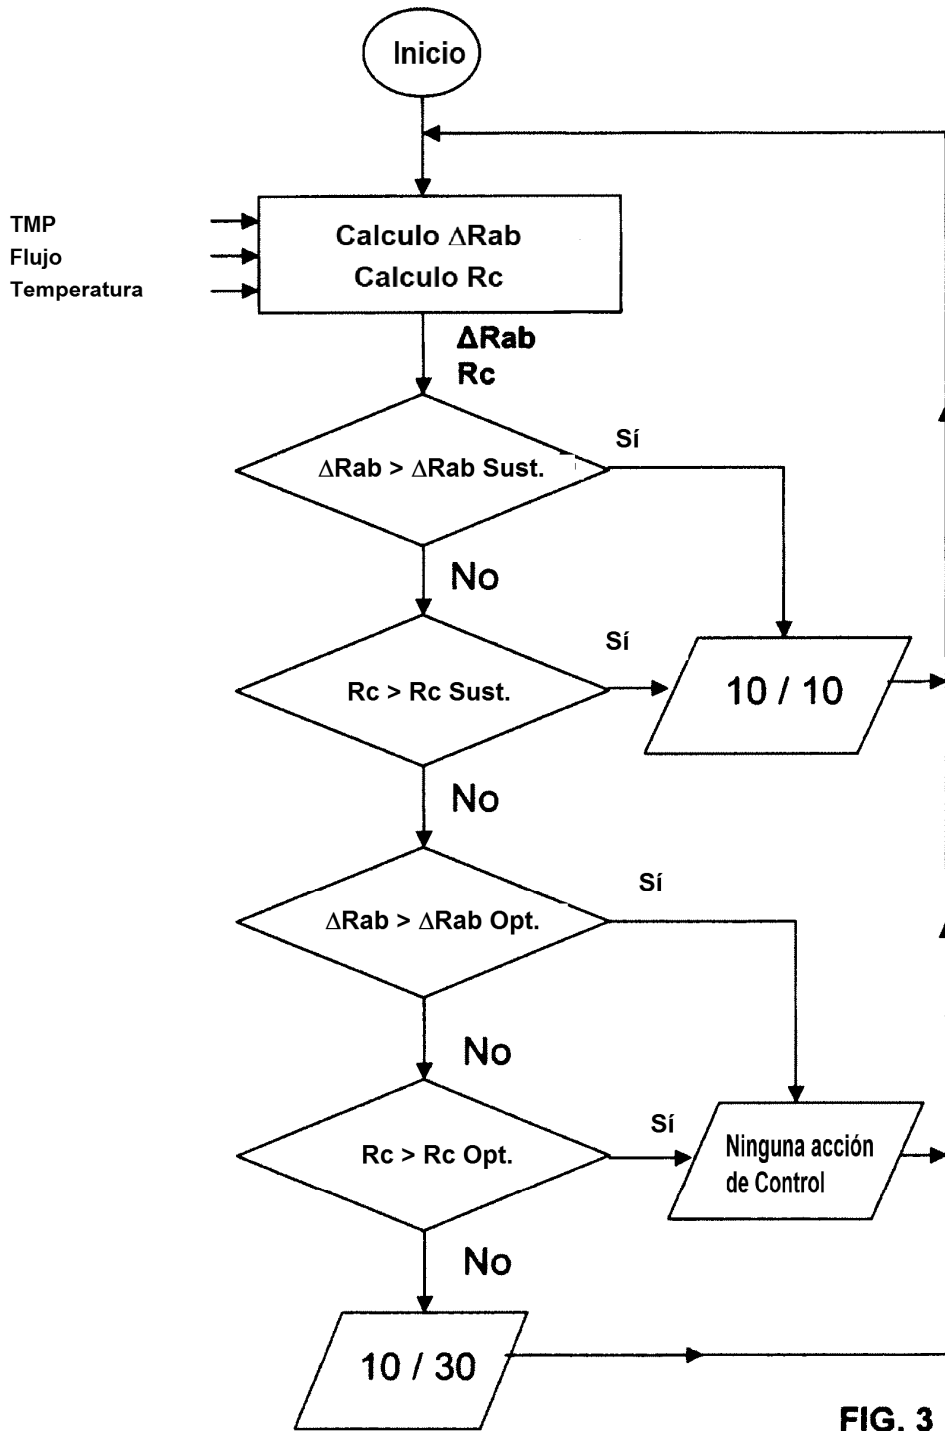 Inicio
TMP
Flujo
Temperatura
Calculo ΔRab
Calculo Rc
ΔRab
Rc
Sí
ΔRab > ΔRab Sust.
No
Sí
Rc > Rc Sust.
10 / 10
No
Sí
ΔRab > ΔRab Opt.
No
Sí
Rc > Rc Opt.
Ninguna acción
de Control
No
10 / 30
FIG. 3